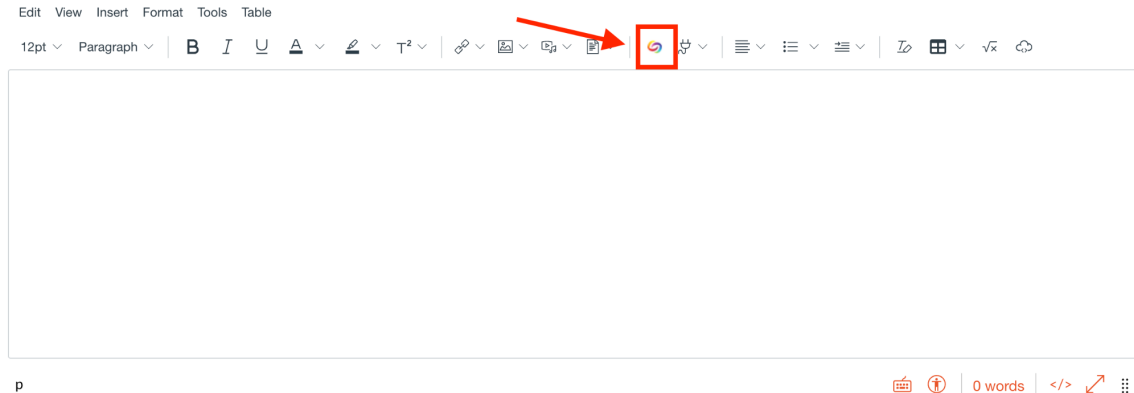 Edit View Insert Format Tools Table
12pt Paragraph B I U A T² √x
p 0 words </>